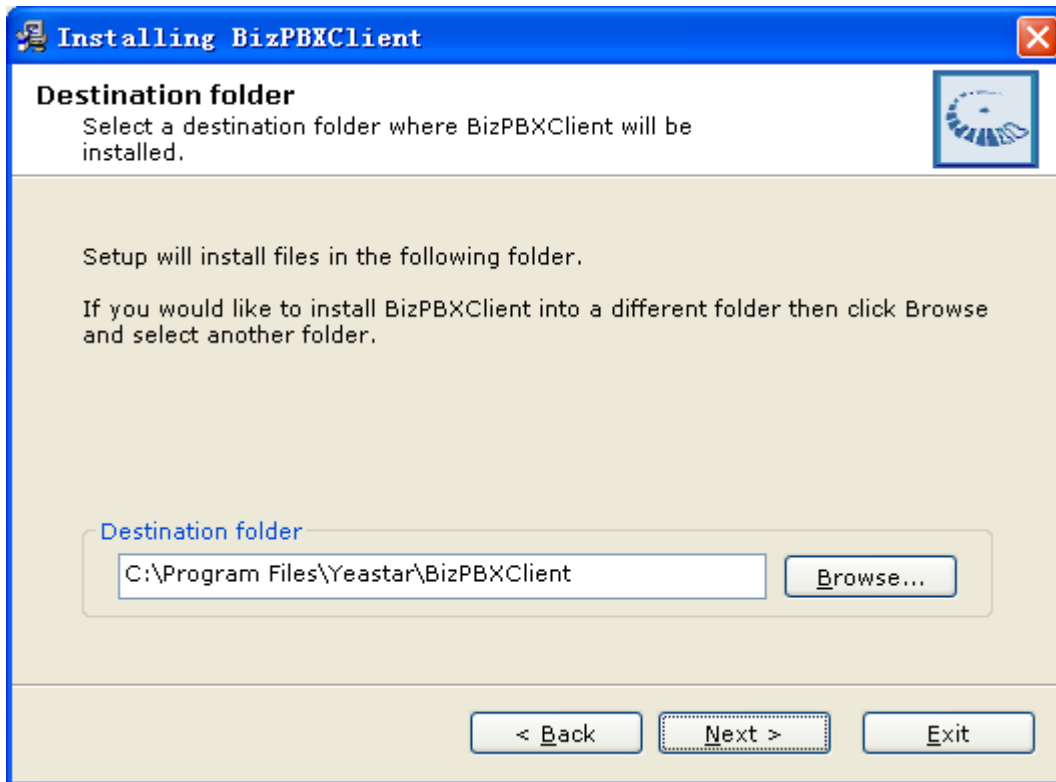 Installing BizPBXClient
Destination folder
Select a destination folder where BizPBXClient will be
installed.
Setup will install files in the following folder.
If you would like to install BizPBXClient into a different folder then click Browse
and select another folder.
Destination folder
C:\Program Files\Yeastar\BizPBXClient
Browse...
< Back
Next >
Exit